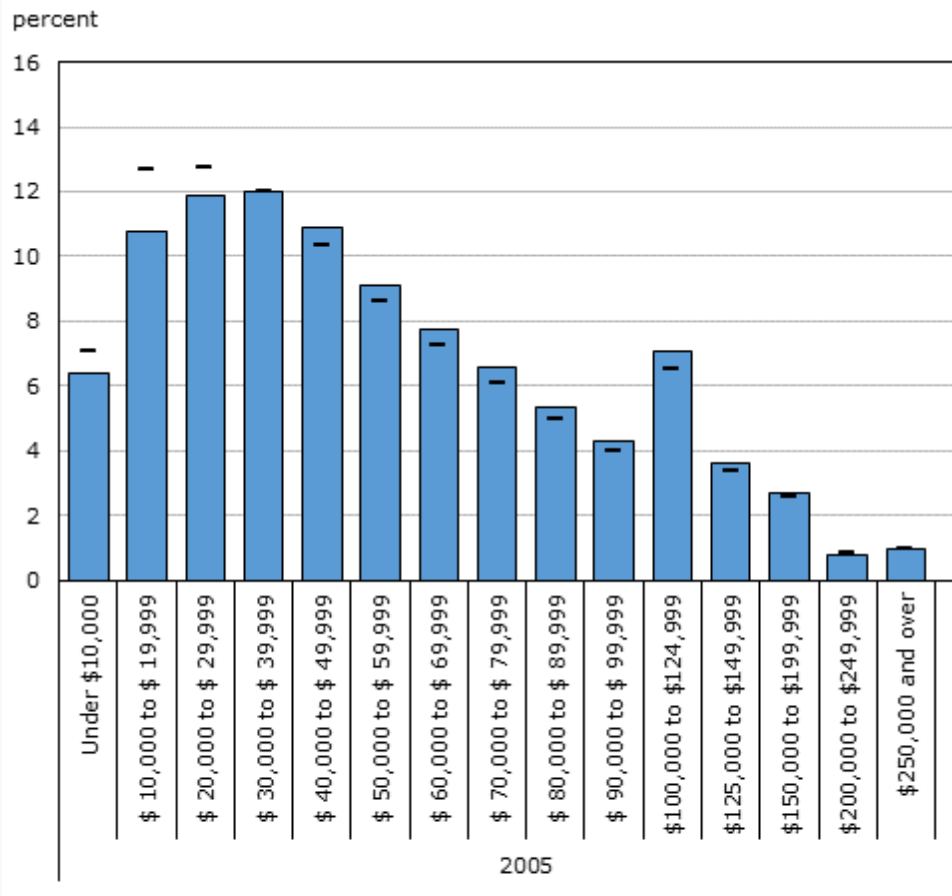 percent
16
14
12
10
8
6
4
2
0
Under $10,000
$ 10,000 to $ 19,999
$ 20,000 to $ 29,999
$ 30,000 to $ 39,999
$ 40,000 to $ 49,999
$ 50,000 to $ 59,999
$ 60,000 to $ 69,999
$ 70,000 to $ 79,999
$ 80,000 to $ 89,999
$ 90,000 to $ 99,999
$100,000 to $124,999
$125,000 to $149,999
$150,000 to $199,999
$200,000 to $249,999
$250,000 and over
2005